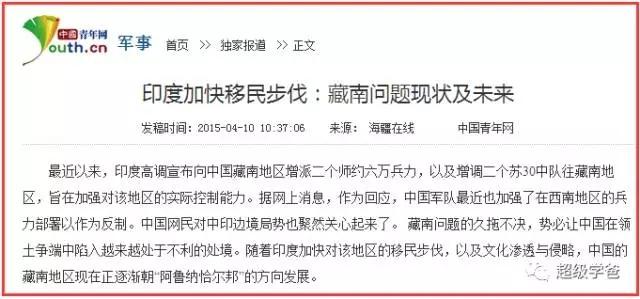 中國青年网
Youth.cn 军事 首页 >> 独家报道 >> 正文
印度加快移民步伐：藏南问题现状及未来
发稿时间：2015-04-10 10:37:06 来源： 海疆在线 中国青年网
最近以来，印度高调宣布向中国藏南地区增派二个师约六万兵力，以及增调二个苏30中队往藏南地
区，旨在加强对该地区的实际控制能力。据网上消息，作为回应，中国军队最近也加强了在西南地区的兵
力部署以作为反制。中国网民对中印边境局势也聚然关心起来了。 藏南问题的久拖不决，势必让中国在领
土争端中陷入越来越处于不利的处境。随着印度加快对该地区的移民步伐，以及文化渗透与侵略，中国的
藏南地区现在正逐渐朝“阿鲁纳恰尔邦”的方向发展。
超级学爸